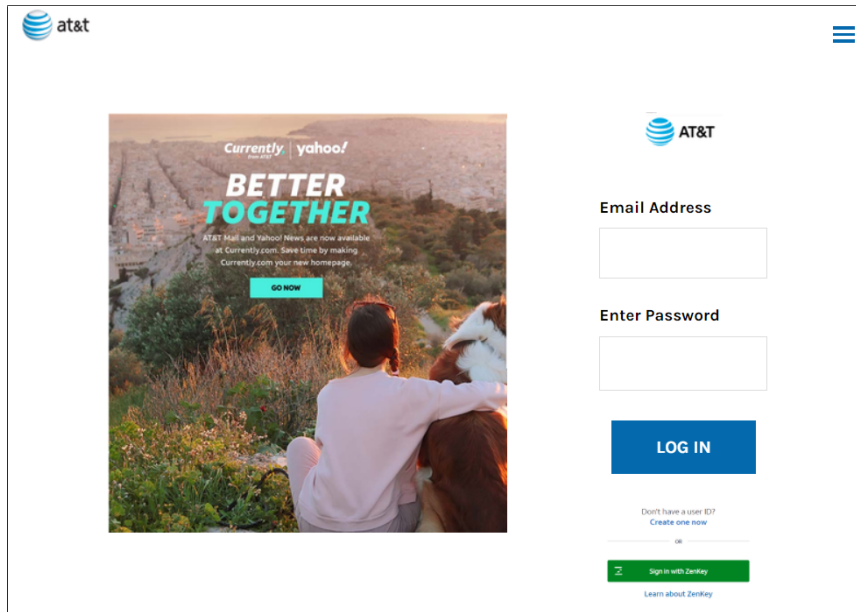 at&t
Currently | yahoo!
from AT&T
BETTER
TOGETHER
AT&T Mail and Yahoo! News are now available
at Currently.com. Save time by making
Currently.com your new homepage.
GO NOW
AT&T
Email Address
Enter Password
LOG IN
Don't have a user ID?
Create one now
OR
Sign in with ZenKey
Learn about ZenKey